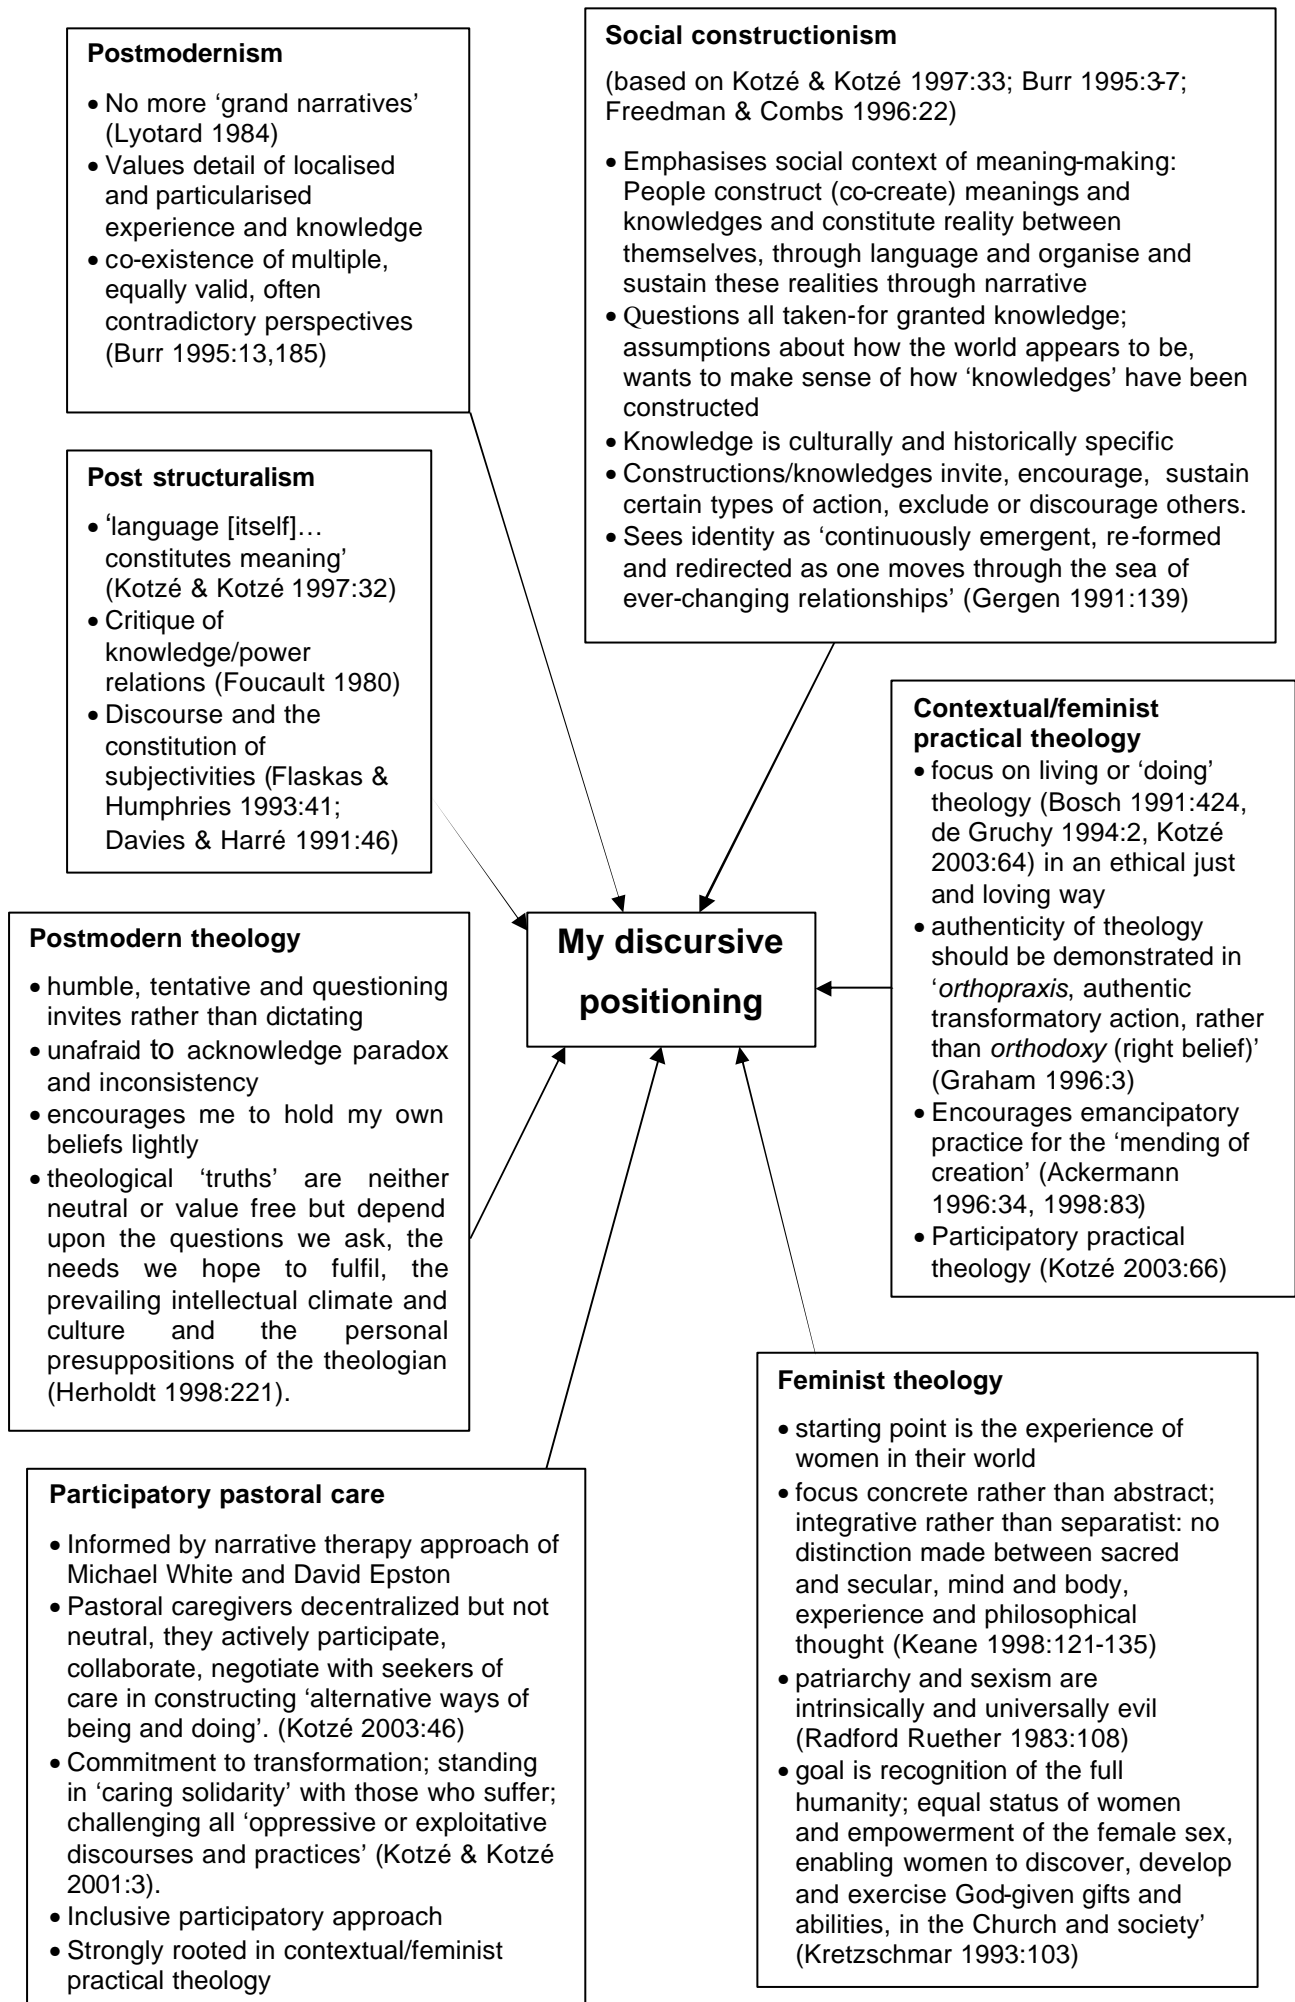 Postmodernism
• No more ‘grand narratives’
(Lyotard 1984)
• Values detail of localised
and particularised
experience and knowledge
• co-existence of multiple,
equally valid, often
contradictory perspectives
(Burr 1995:13,185)
Social constructionism
(based on Kotzé & Kotzé 1997:33; Burr 1995:3-7;
Freedman & Combs 1996:22)
• Emphasises social context of meaning-making:
People construct (co-create) meanings and
knowledges and constitute reality between
themselves, through language and organise and
sustain these realities through narrative
• Questions all taken-for granted knowledge;
assumptions about how the world appears to be,
wants to make sense of how ‘knowledges’ have been
constructed
• Knowledge is culturally and historically specific
• Constructions/knowledges invite, encourage, sustain
certain types of action, exclude or discourage others.
• Sees identity as ‘continuously emergent, re-formed
and redirected as one moves through the sea of
ever-changing relationships’ (Gergen 1991:139)
Post structuralism
• ‘language [itself]…
constitutes meaning’
(Kotzé & Kotzé 1997:32)
• Critique of
knowledge/power
relations (Foucault 1980)
• Discourse and the
constitution of
subjectivities (Flaskas &
Humphries 1993:41;
Davies & Harré 1991:46)
Contextual/feminist
practical theology
• focus on living or ‘doing’
theology (Bosch 1991:424,
de Gruchy 1994:2, Kotzé
2003:64) in an ethical just
and loving way
• authenticity of theology
should be demonstrated in
‘orthopraxis, authentic
transformatory action, rather
than orthodoxy (right belief)’
(Graham 1996:3)
• Encourages emancipatory
practice for the ‘mending of
creation’ (Ackermann
1996:34, 1998:83)
• Participatory practical
theology (Kotzé 2003:66)
My discursive
positioning
Postmodern theology
• humble, tentative and questioning
invites rather than dictating
• unafraid to acknowledge paradox
and inconsistency
• encourages me to hold my own
beliefs lightly
• theological ‘truths’ are neither
neutral or value free but depend
upon the questions we ask, the
needs we hope to fulfil, the
prevailing intellectual climate and
culture and the personal
presuppositions of the theologian
(Herholdt 1998:221).
Feminist theology
• starting point is the experience of
women in their world
• focus concrete rather than abstract;
integrative rather than separatist: no
distinction made between sacred
and secular, mind and body,
experience and philosophical
thought (Keane 1998:121-135)
• patriarchy and sexism are
intrinsically and universally evil
(Radford Ruether 1983:108)
• goal is recognition of the full
humanity; equal status of women
and empowerment of the female sex,
enabling women to discover, develop
and exercise God-given gifts and
abilities, in the Church and society’
(Kretzschmar 1993:103)
Participatory pastoral care
• Informed by narrative therapy approach of
Michael White and David Epston
• Pastoral caregivers decentralized but not
neutral, they actively participate,
collaborate, negotiate with seekers of
care in constructing ‘alternative ways of
being and doing’. (Kotzé 2003:46)
• Commitment to transformation; standing
in ‘caring solidarity’ with those who suffer;
challenging all ‘oppressive or exploitative
discourses and practices’ (Kotzé & Kotzé
2001:3).
• Inclusive participatory approach
• Strongly rooted in contextual/feminist
practical theology